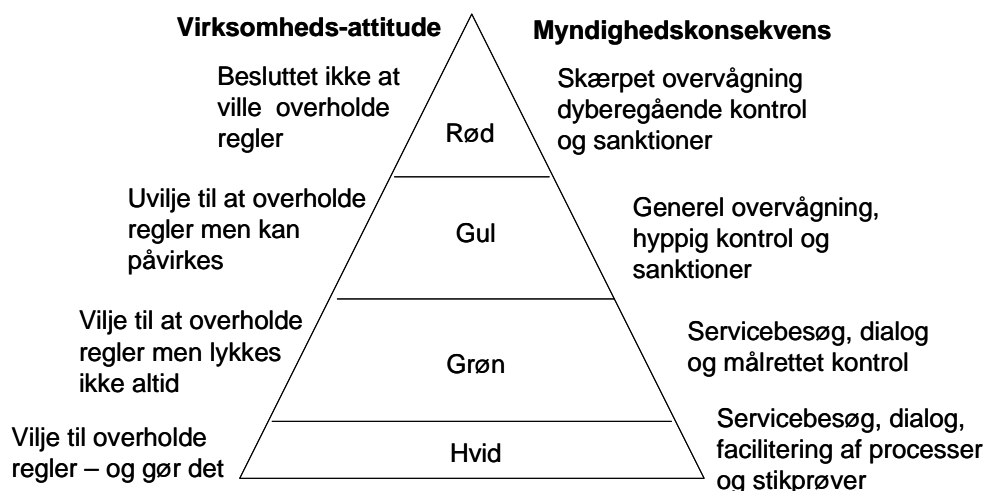 Virksomheds-attitude
Myndighedskonsekvens
Besluttet ikke at
ville overholde
regler
Rød
Skærpet overvågning
dyberegående kontrol
og sanktioner
Uvilje til at overholde
regler men kan
påvirkes
Gul
Generel overvågning,
hyppig kontrol og
sanktioner
Vilje til at overholde
regler men lykkes
ikke altid
Grøn
Servicebesøg, dialog
og målrettet kontrol
Vilje til overholde
regler – og gør det
Hvid
Servicebesøg, dialog,
facilitering af processer
og stikprøver